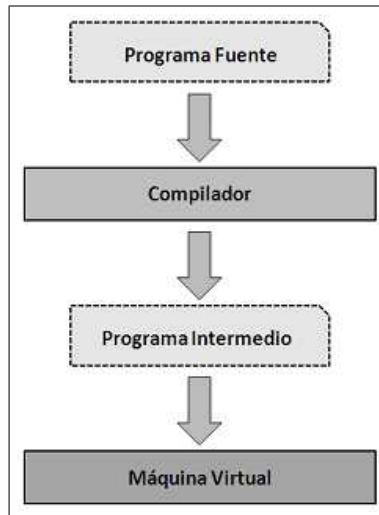 Programa Fuente
Compilador
Programa Intermedio
Máquina Virtual